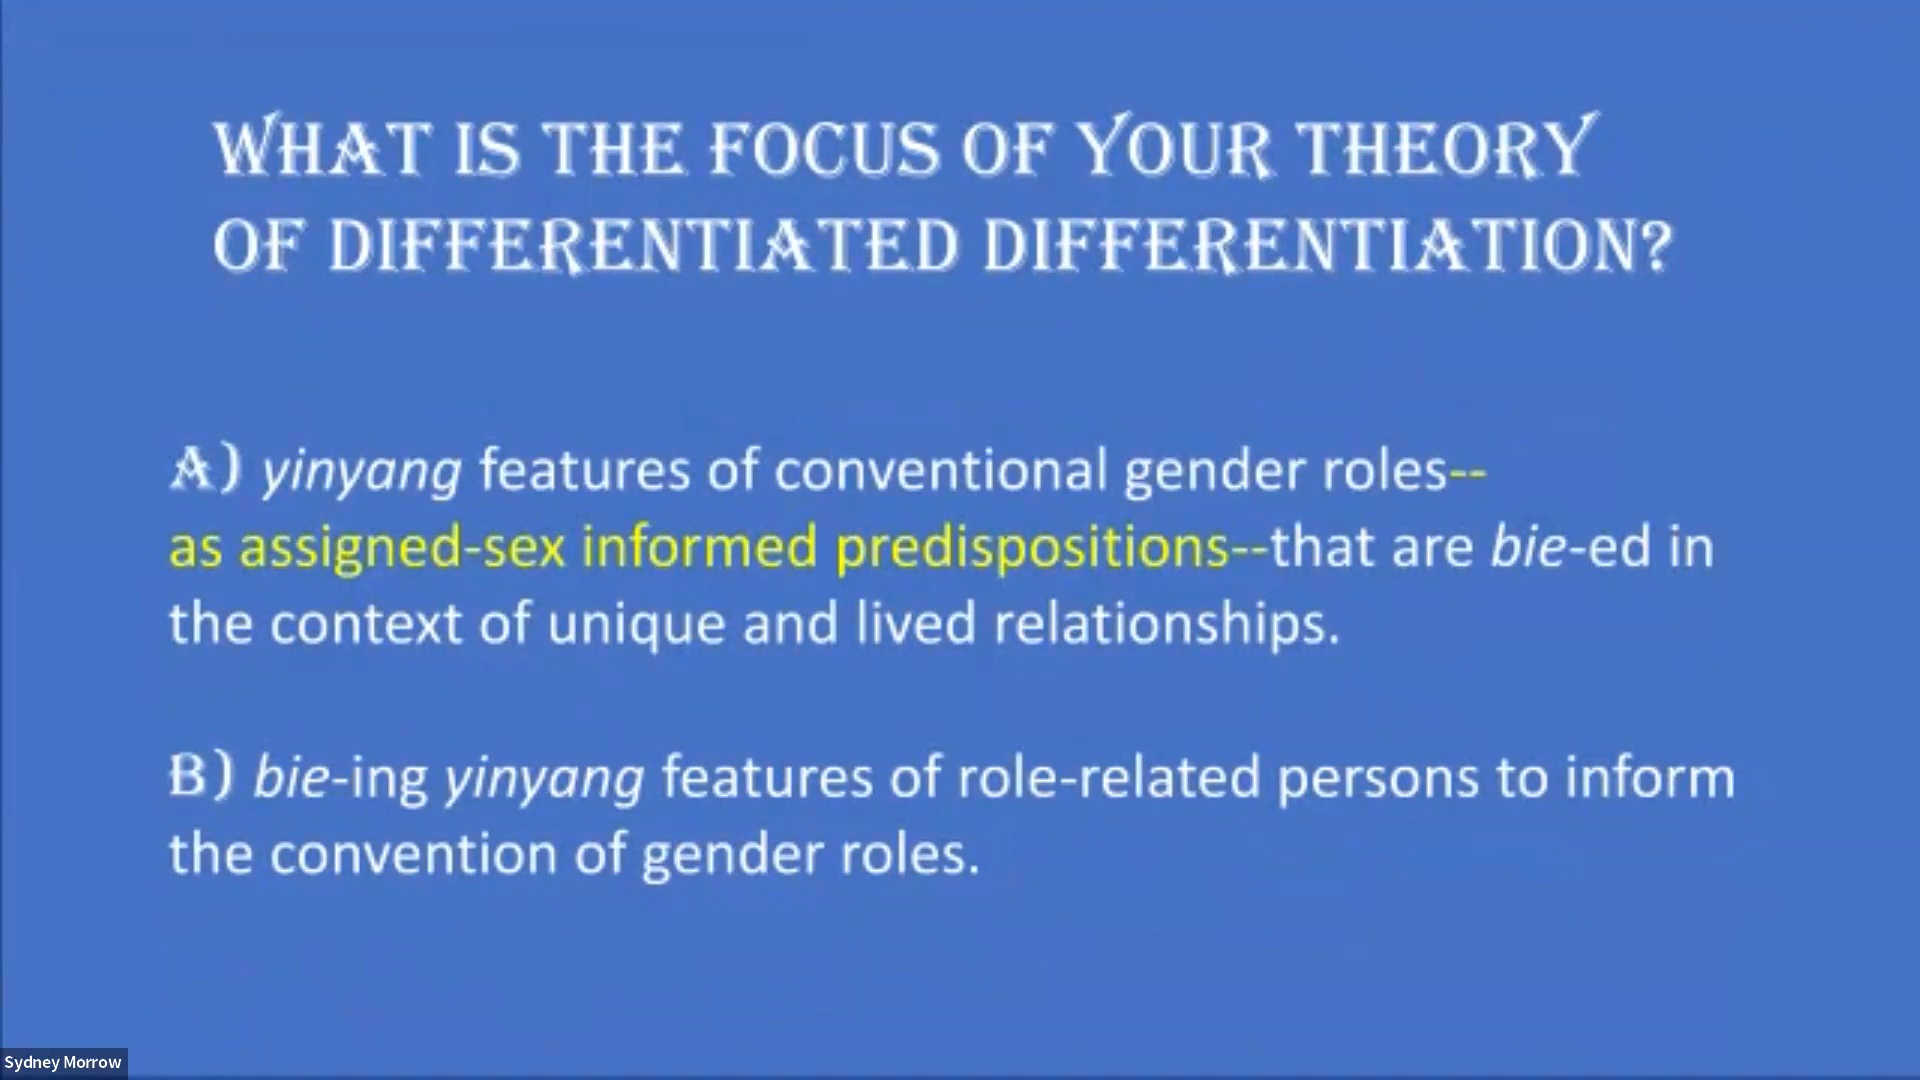 WHAT IS THE FOCUS OF YOUR THEORY
OF DIFFERENTIATED DIFFERENTIATION?
A) yinyang features of conventional gender roles--
as assigned-sex informed predispositions--that are bie-ed in
the context of unique and lived relationships.
B) bie-ing yinyang features of role-related persons to inform
the convention of gender roles.
Sydney Morrow